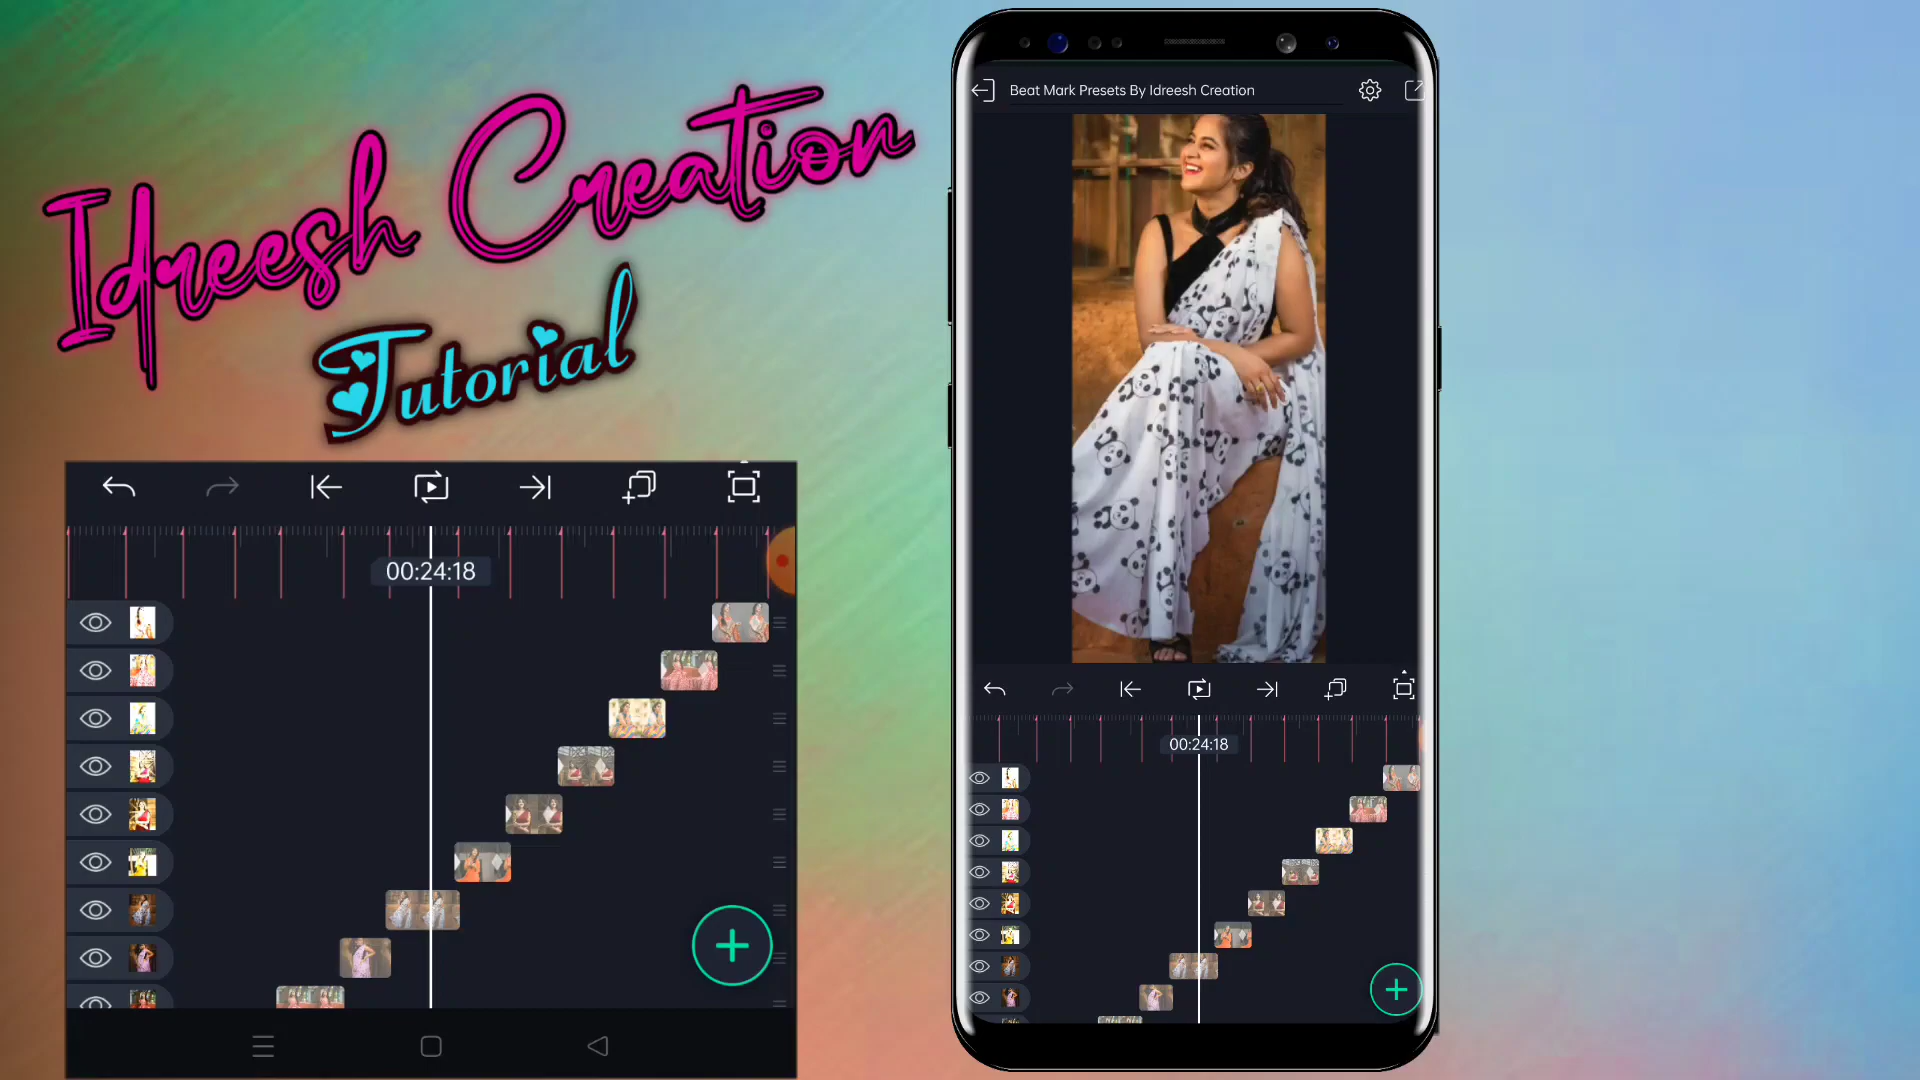 Idreesh Creation
Tutorial
Beat Mark Presets By Idreesh Creation
00:24:18
00:24:18